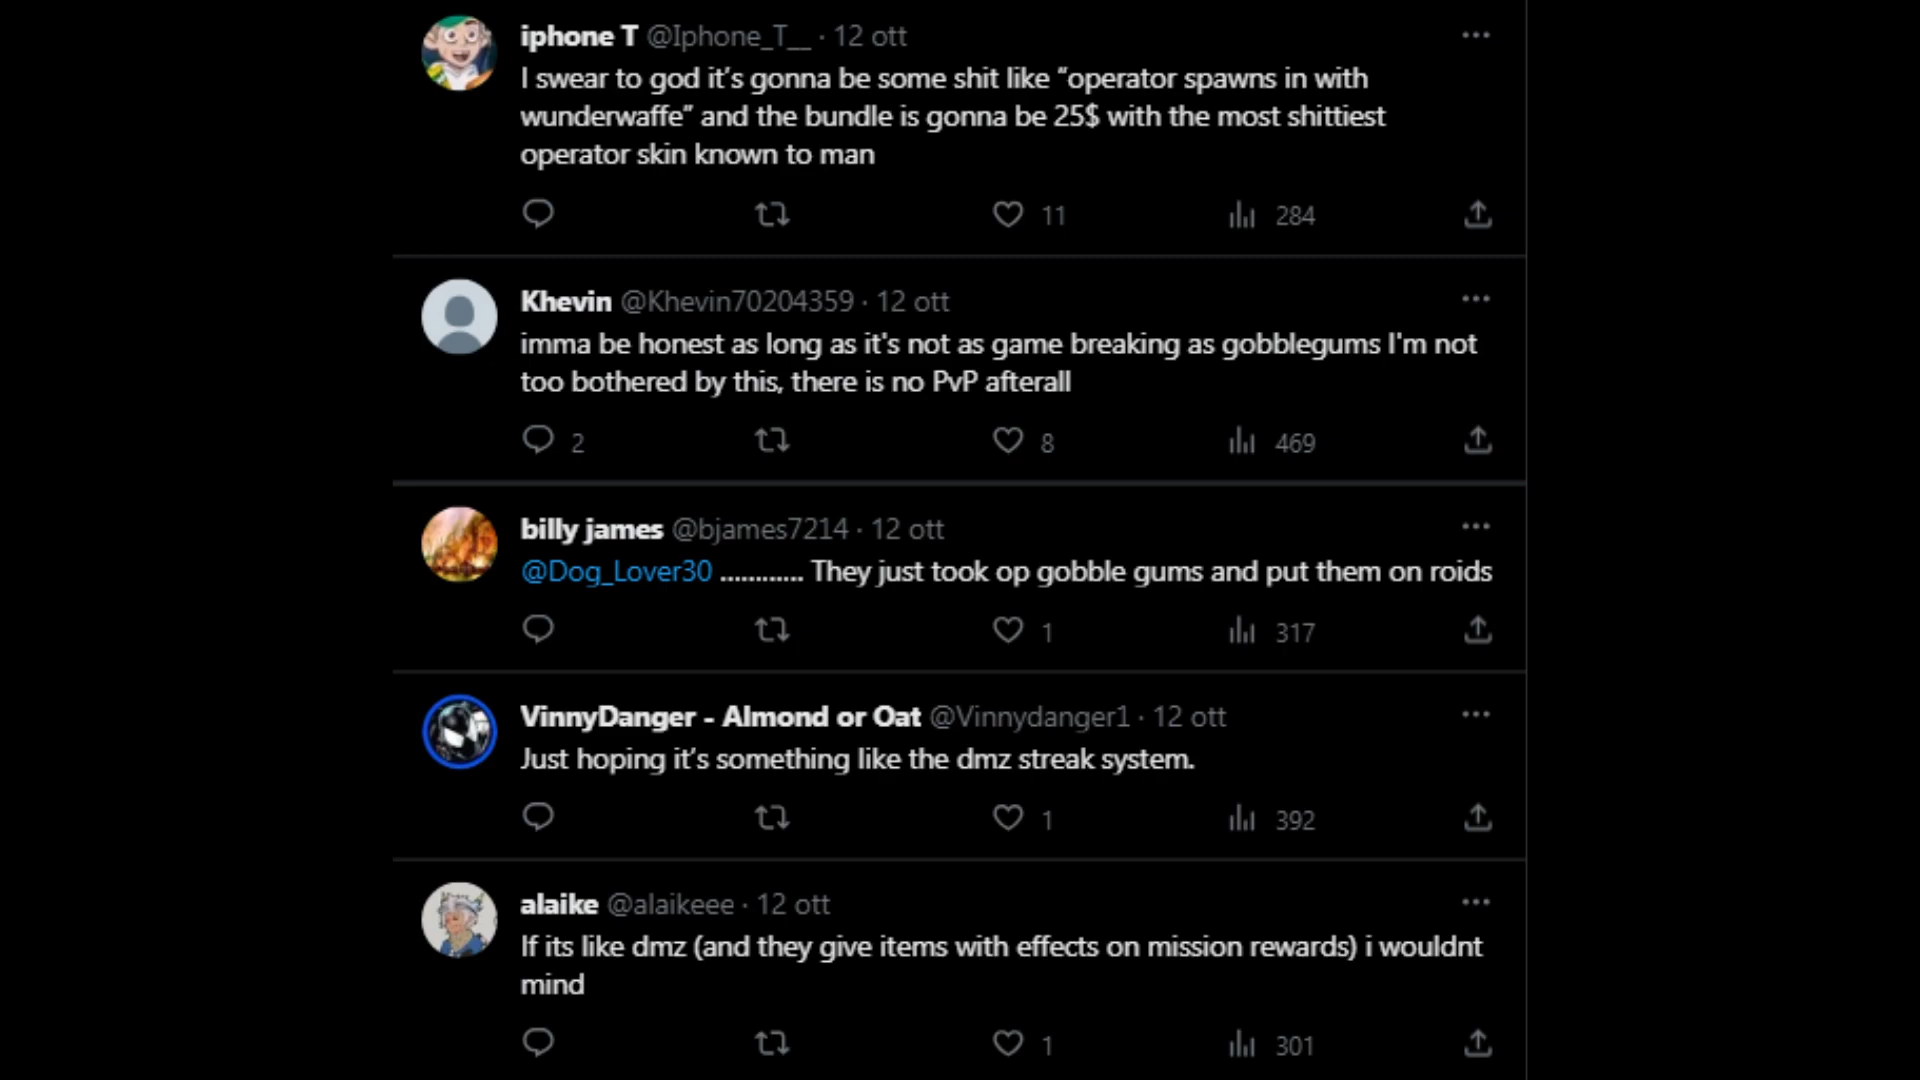 iphone T @Iphone_T__ · 12 ott
I swear to god it’s gonna be some shit like “operator spawns in with
wunderwaffe” and the bundle is gonna be 25$ with the most shittiest
operator skin known to man
11 284
Khevin @Khevin70204359 · 12 ott
imma be honest as long as it's not as game breaking as gobblegums I'm not
too bothered by this, there is no PvP afterall
2 8 469
billy james @bjames7214 · 12 ott
@Dog_Lover30 ............ They just took op gobble gums and put them on roids
1 317
VinnyDanger - Almond or Oat @Vinnydanger1 · 12 ott
Just hoping it’s something like the dmz streak system.
1 392
alaike @alaikeee · 12 ott
If its like dmz (and they give items with effects on mission rewards) i wouldnt
mind
1 301